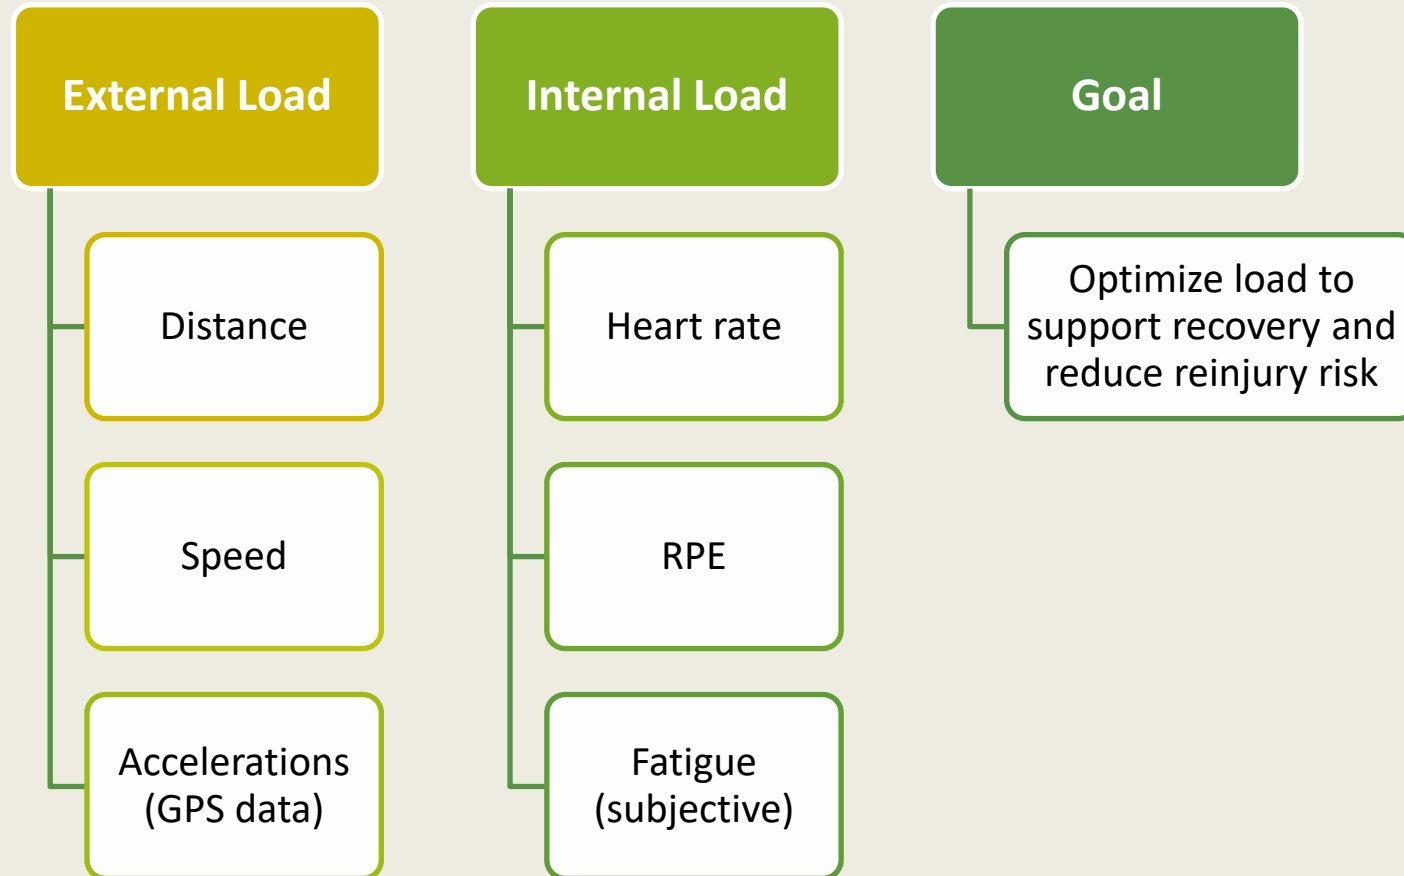 External Load
Distance
Speed
Accelerations
(GPS data)
Internal Load
Heart rate
RPE
Fatigue
(subjective)
Goal
Optimize load to
support recovery and
reduce reinjury risk